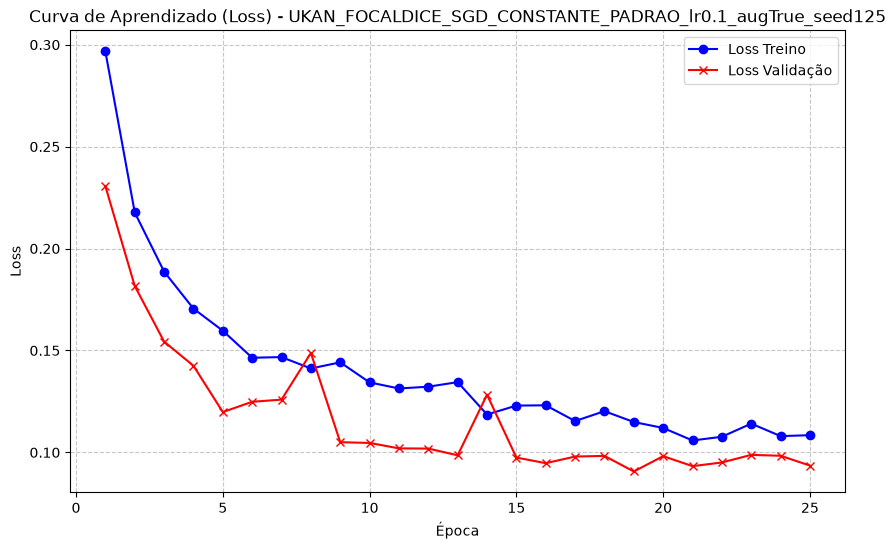 Curva de Aprendizado (Loss) - UKAN_FOCALDICE_SGD_CONSTANTE_PADRAO_lr0.1_augTrue_seed125
Loss Treino
Loss Validação
0.30
0.25
0.20
0.15
0.10
Loss
0
5
10
15
20
25
Época